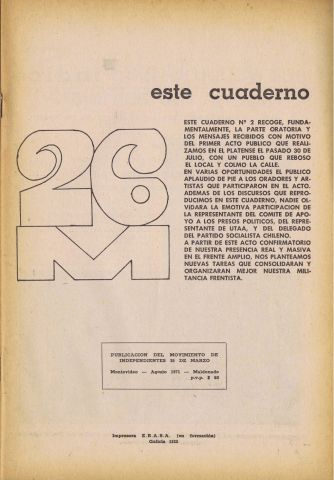 este cuaderno
ESTE CUADERNO Nº 2 RECOGE, FUNDA-
MENTALMENTE, LA PARTE ORATORIA Y
LOS MENSAJES RECIBIDOS CON MOTIVO
DEL PRIMER ACTO PUBLICO QUE REALI-
ZAMOS EN EL PLATENSE EL PASADO 30 DE
JULIO, CON UN PUEBLO QUE REBOSO
EL LOCAL Y COLMO LA CALLE.
EN VARIAS OPORTUNIDADES EL PUBLICO
APLAUDIO DE PIE A LOS ORADORES Y AR-
TISTAS QUE PARTICIPARON EN EL ACTO.
ADEMAS DE LOS DISCURSOS QUE REPRO-
DUCIMOS EN ESTE CUADERNO, NADIE OL-
VIDARA LA EMOTIVA PARTICIPACION DE
LA REPRESENTANTE DEL COMITE DE APO-
YO A LOS PRESOS POLITICOS, DEL REPRE-
SENTANTE DE UTAA, Y DEL DELEGADO
DEL PARTIDO SOCIALISTA CHILENO.
A PARTIR DE ESTE ACTO CONFIRMATORIO
DE NUESTRA PRESENCIA REAL Y MASIVA
EN EL FRENTE AMPLIO, NOS PLANTEAMOS
NUEVAS TAREAS QUE CONSOLIDARAN Y
ORGANIZARAN MEJOR NUESTRA MILI-
TANCIA FRENTISTA.
26
M
PUBLICACION DEL MOVIMIENTO DE
INDEPENDIENTES 26 DE MARZO
Montevideo — Agosto 1971 — Maldonado
p.v.p. $ 60
Impresora E.B.A.S.A. (en formación)
Galicia 1832